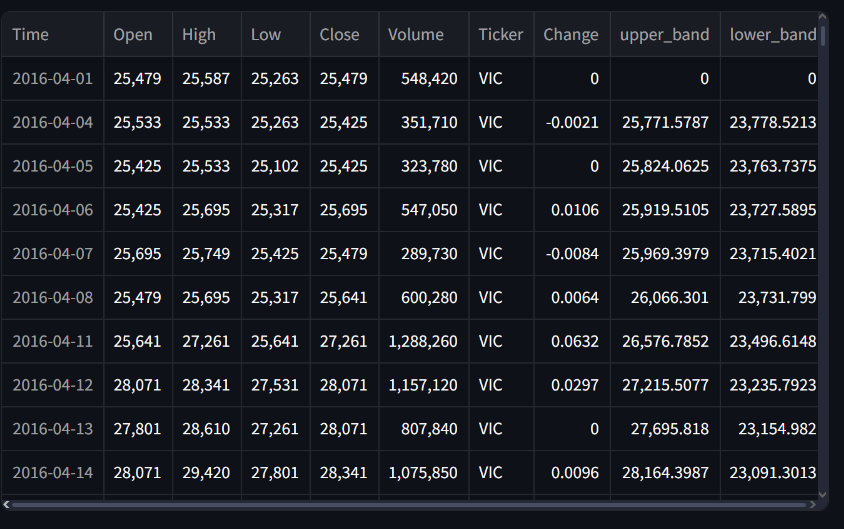 Time Open High Low Close Volume Ticker Change upper_band lower_band
2016-04-01 25,479 25,587 25,263 25,479 548,420 VIC 0 0 0
2016-04-04 25,533 25,533 25,263 25,425 351,710 VIC -0.0021 25,771.5787 23,778.5213
2016-04-05 25,425 25,533 25,102 25,425 323,780 VIC 0 25,824.0625 23,763.7375
2016-04-06 25,425 25,695 25,317 25,695 547,050 VIC 0.0106 25,919.5105 23,727.5895
2016-04-07 25,695 25,749 25,425 25,479 289,730 VIC -0.0084 25,969.3979 23,715.4021
2016-04-08 25,479 25,695 25,317 25,641 600,280 VIC 0.0064 26,066.301 23,731.799
2016-04-11 25,641 27,261 25,641 27,261 1,288,260 VIC 0.0632 26,576.7852 23,496.6148
2016-04-12 28,071 28,341 27,531 28,071 1,157,120 VIC 0.0297 27,215.5077 23,235.7923
2016-04-13 27,801 28,610 27,261 28,071 807,840 VIC 0 27,695.818 23,154.982
2016-04-14 28,071 29,420 27,801 28,341 1,075,850 VIC 0.0096 28,164.3987 23,091.3013